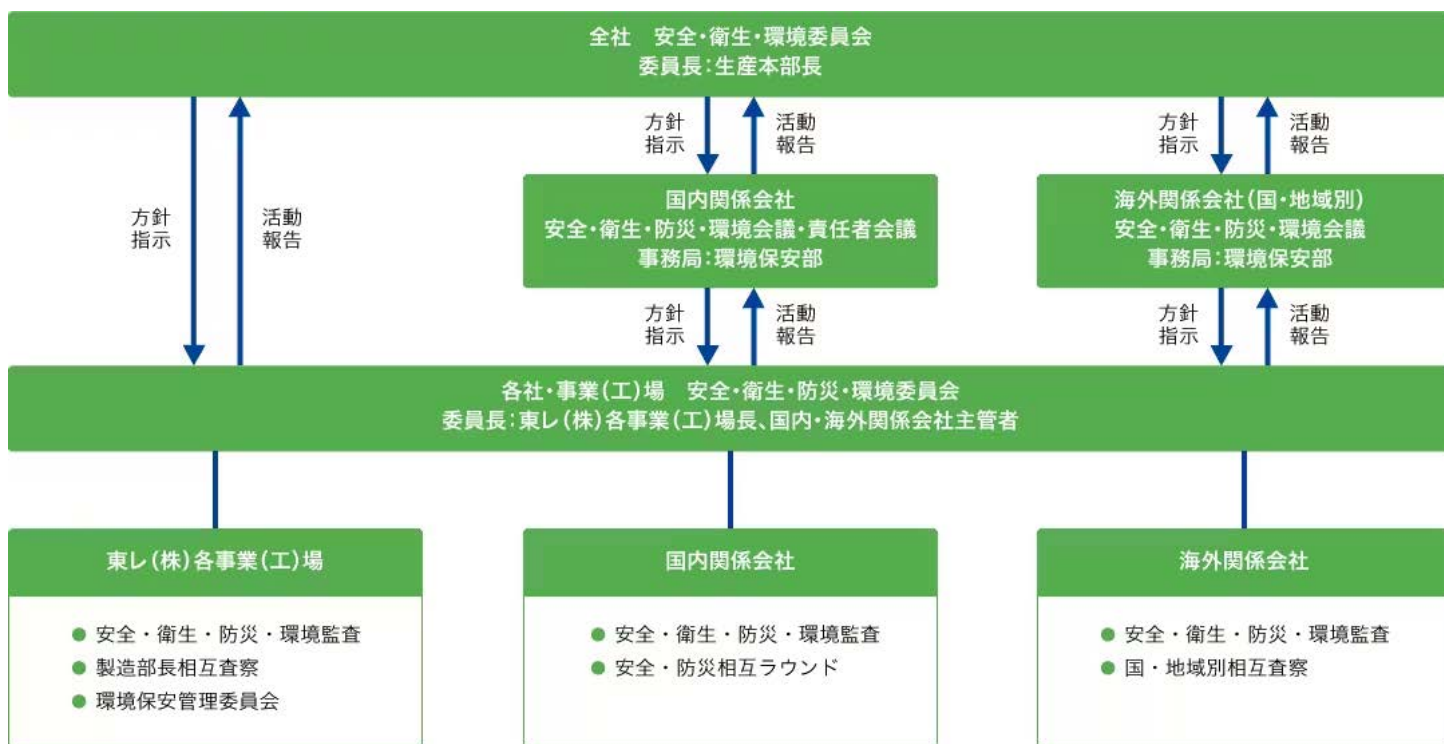 全社　安全・衛生・環境委員会
委員長：生産本部長
方針
指示
活動
報告
方針
指示
活動
報告
方針
指示
活動
報告
国内関係会社
安全・衛生・防災・環境会議・責任者会議
事務局：環境保安部
海外関係会社（国・地域別）
安全・衛生・防災・環境会議
事務局：環境保安部
方針
指示
活動
報告
方針
指示
活動
報告
各社・事業（工）場　安全・衛生・防災・環境委員会
委員長：東レ（株）各事業（工）場長、国内・海外関係会社主管者
東レ（株）各事業（工）場
● 安全・衛生・防災・環境監査
● 製造部長相互査察
● 環境保安管理委員会
国内関係会社
● 安全・衛生・防災・環境監査
● 安全・防災相互ラウンド
海外関係会社
● 安全・衛生・防災・環境監査
● 国・地域別相互査察